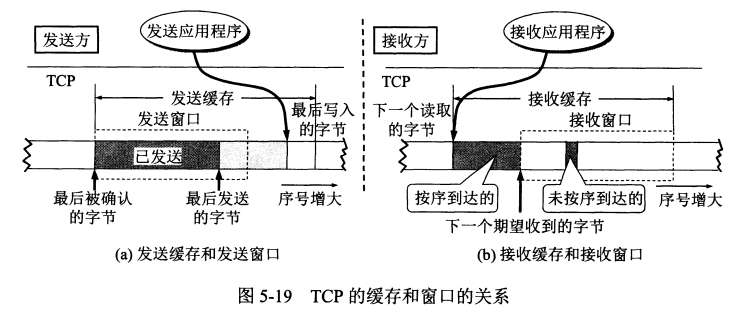 发送方
发送应用程序
TCP
发送缓存
最后写入
的字节
发送窗口
已发送
最后被确认
的字节
最后发送
的字节
序号增大
(a) 发送缓存和发送窗口
接收方
接收应用程序
TCP
下一个读取
的字节
接收缓存
接收窗口
按序到达的
未按序到达的
序号增大
下一个期望收到的字节
(b) 接收缓存和接收窗口
图 5-19 TCP 的缓存和窗口的关系